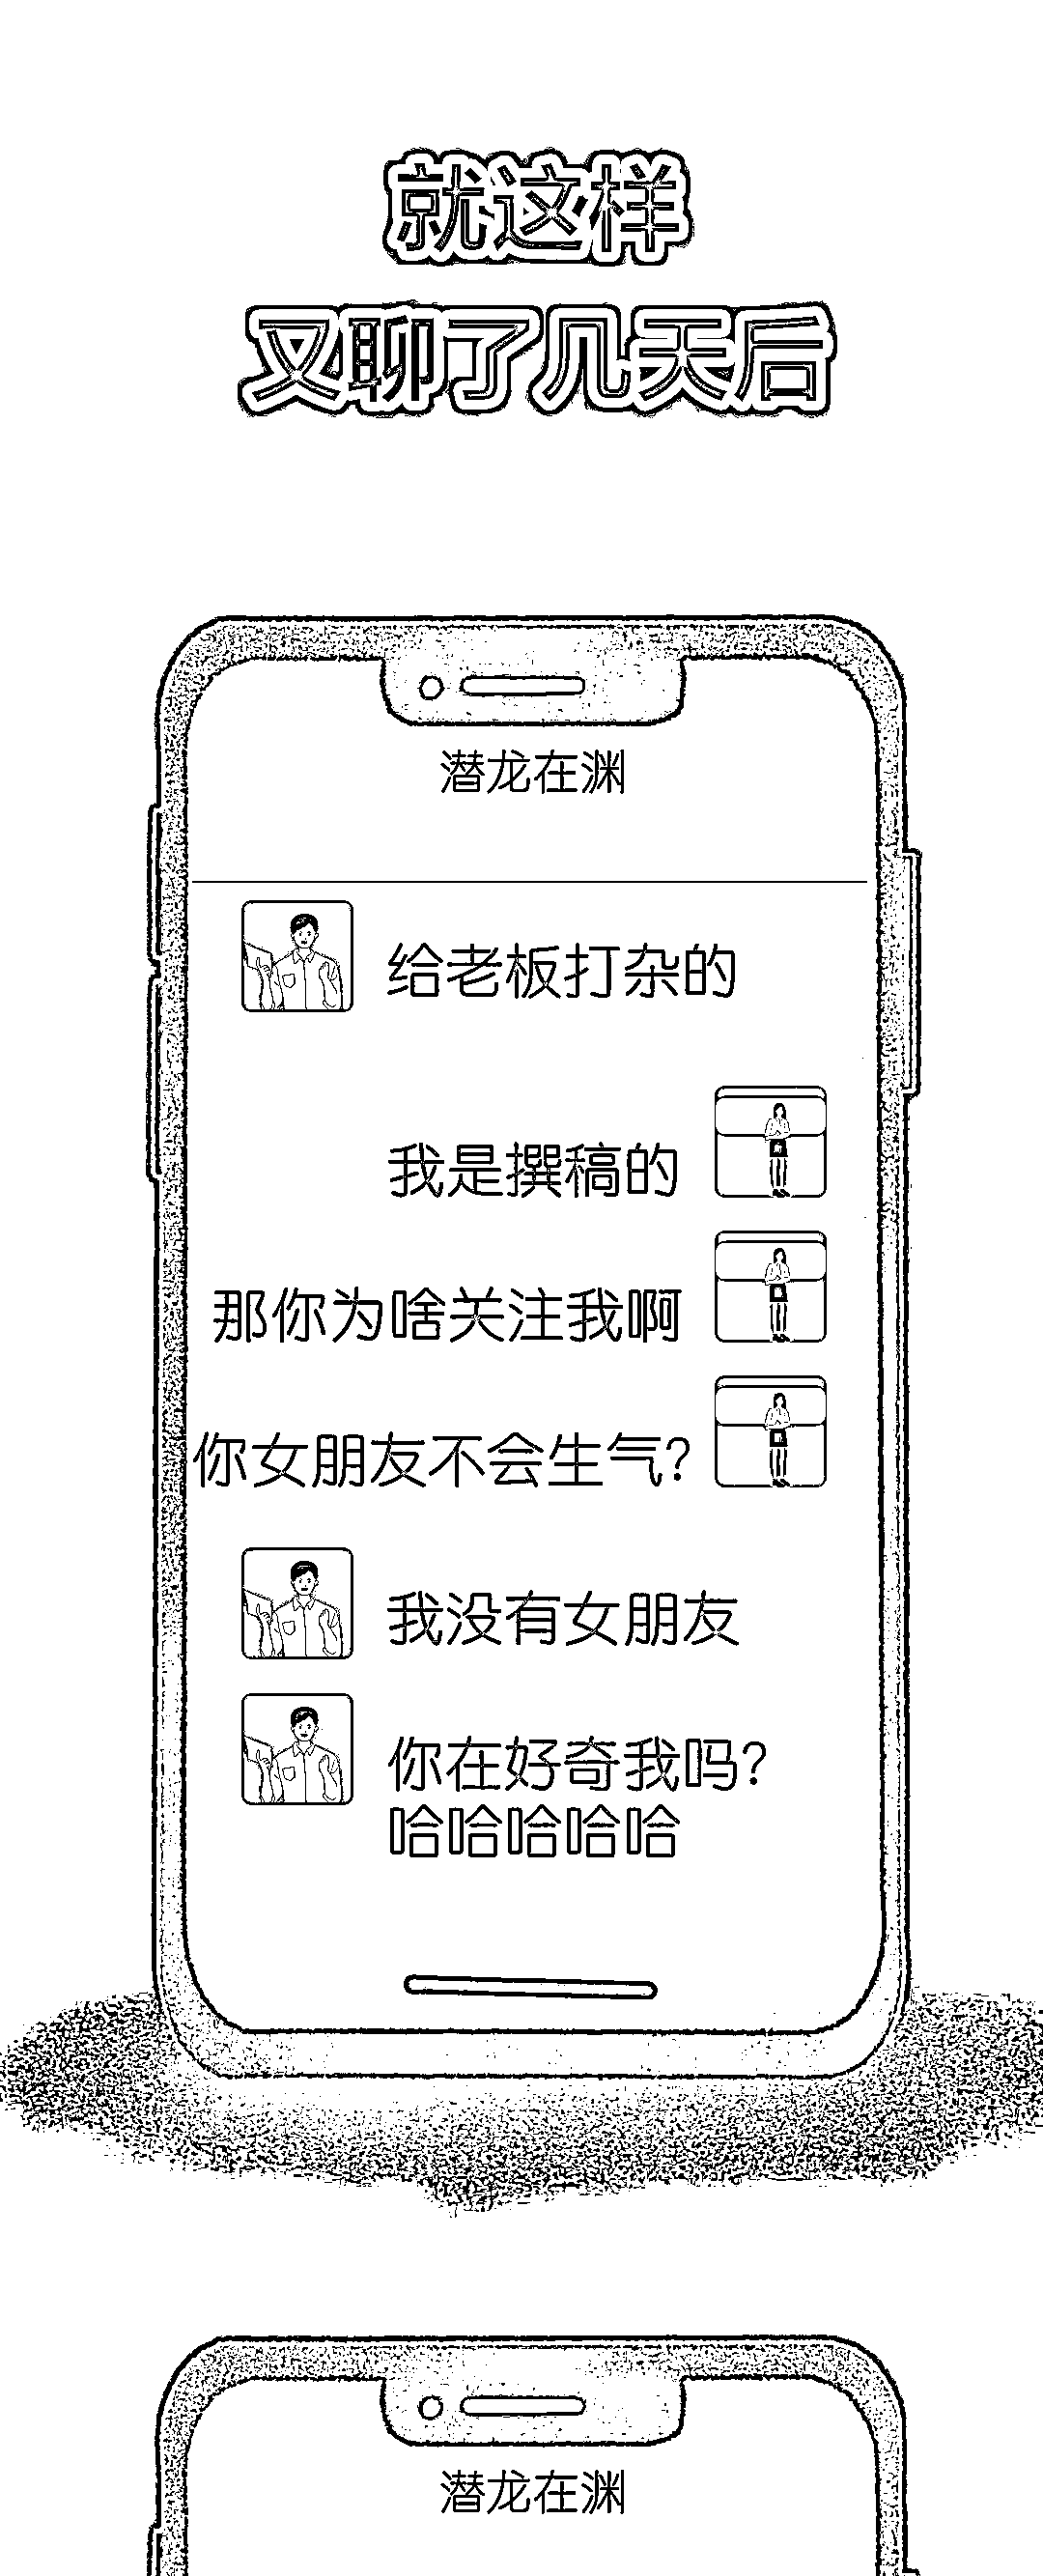 就这样
又聊了几天后
潜龙在渊
给老板打杂的
我是撰稿的
那你为啥关注我啊
你女朋友不会生气?
我没有女朋友
你在好奇我吗?
哈哈哈哈哈
潜龙在渊